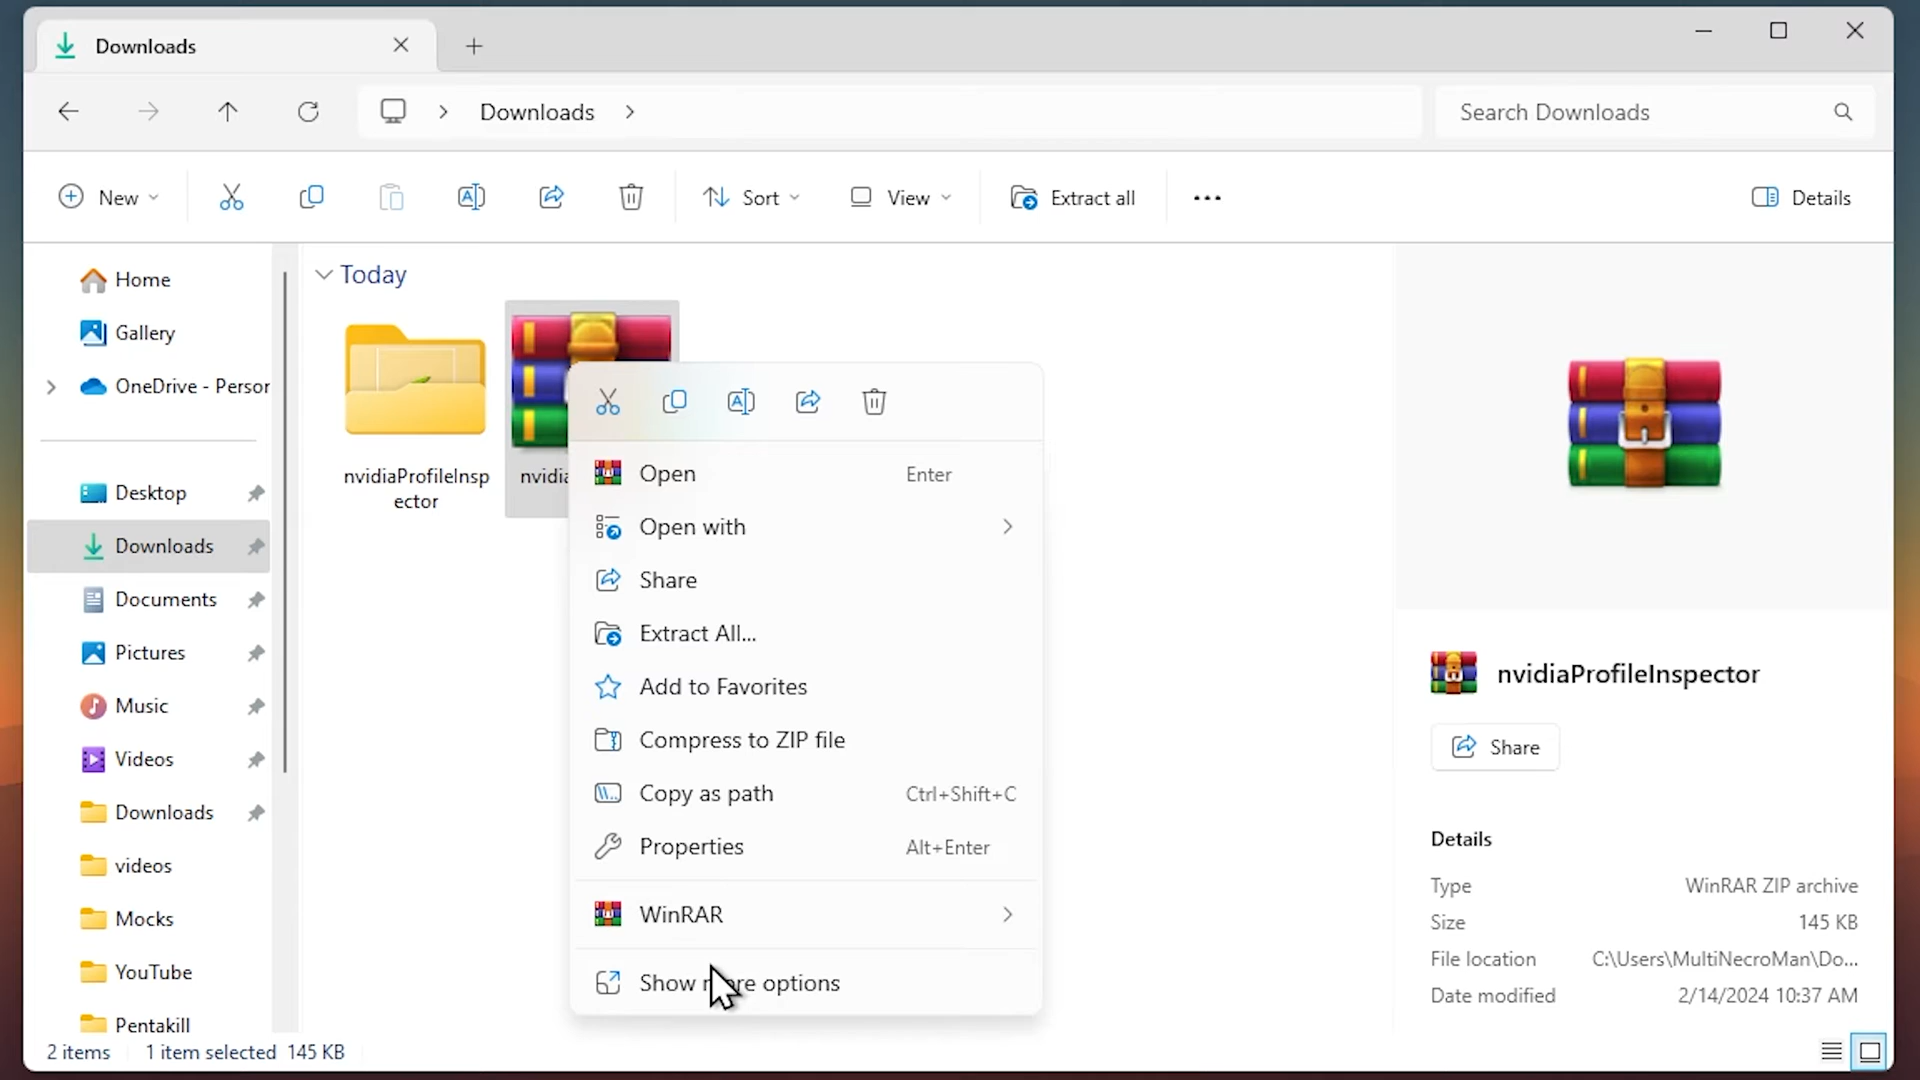 Downloads
Downloads
Search Downloads
New
Sort
View
Extract all
Details
Home
Gallery
OneDrive - Persor
Desktop
Downloads
Documents
Pictures
Music
Videos
Downloads
videos
Mocks
YouTube
Pentakill
Today
nvidiaProfileInsp
ector
nvidia
Open Enter
Open with
Share
Extract All...
Add to Favorites
Compress to ZIP file
Copy as path Ctrl+Shift+C
Properties Alt+Enter
WinRAR
Show more options
nvidiaProfileInspector
Share
Details
Type WinRAR ZIP archive
Size 145 KB
File location C:\Users\MultiNecroMan\Do...
Date modified 2/14/2024 10:37 AM
2 items 1 item selected 145 KB